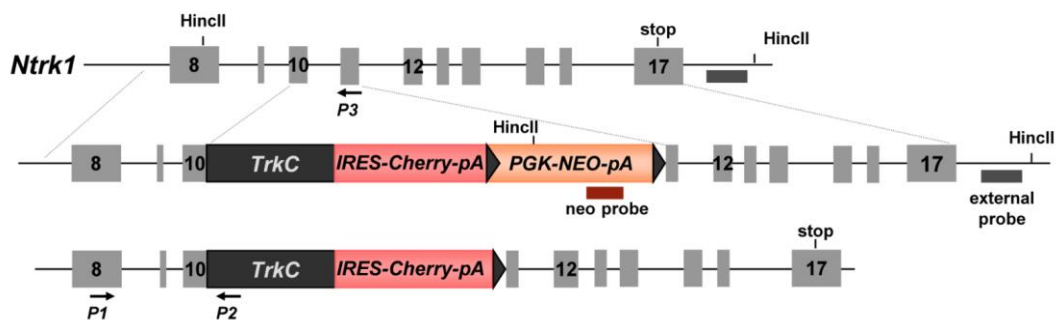 HincII
stop
HincII
Ntrk1
8
10
12
17
P3
HincII
HincII
8
10
TrkC
IRES-Cherry-pA
PGK-NEO-pA
12
17
neo probe
external
probe
stop
8
10
TrkC
IRES-Cherry-pA
12
17
P1
P2